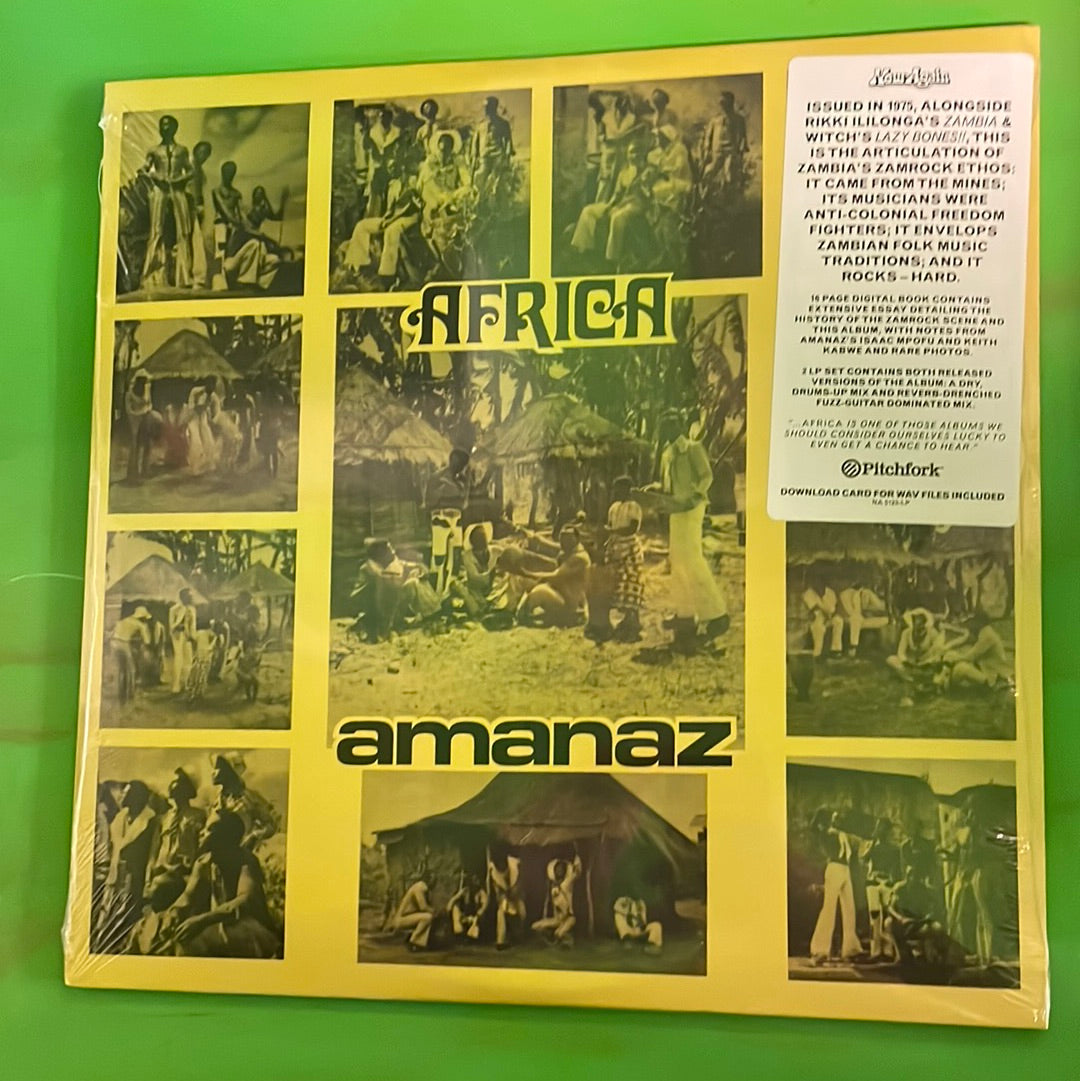 Now-Again
ISSUED IN 1975, ALONGSIDE
RIKKI ILILONGA'S ZAMBIA &
WITCH'S LAZY BONES!!, THIS
IS THE ARTICULATION OF
ZAMBIA'S ZAMROCK ETHOS:
IT CAME FROM THE MINES;
ITS MUSICIANS WERE
ANTI-COLONIAL FREEDOM
FIGHTERS; IT ENVELOPS
ZAMBIAN FOLK MUSIC
TRADITIONS; AND IT
ROCKS – HARD.
16 PAGE DIGITAL BOOK CONTAINS
EXTENSIVE ESSAY DETAILING THE
HISTORY OF THE ZAMROCK SCENE AND
THIS ALBUM, WITH NOTES FROM
AMANAZ'S ISAAC MPOFU AND KEITH
KABWE AND RARE PHOTOS.
2 LP SET CONTAINS BOTH RELEASED
VERSIONS OF THE ALBUM: A DRY,
DRUMS-UP MIX AND REVERB-DRENCHED
FUZZ-GUITAR DOMINATED MIX.
"...AFRICA IS ONE OF THOSE ALBUMS WE
SHOULD CONSIDER OURSELVES LUCKY TO
EVEN GET A CHANCE TO HEAR."
Pitchfork
DOWNLOAD CARD FOR WAV FILES INCLUDED
NA 5123-LP
AFRICA
amanaz